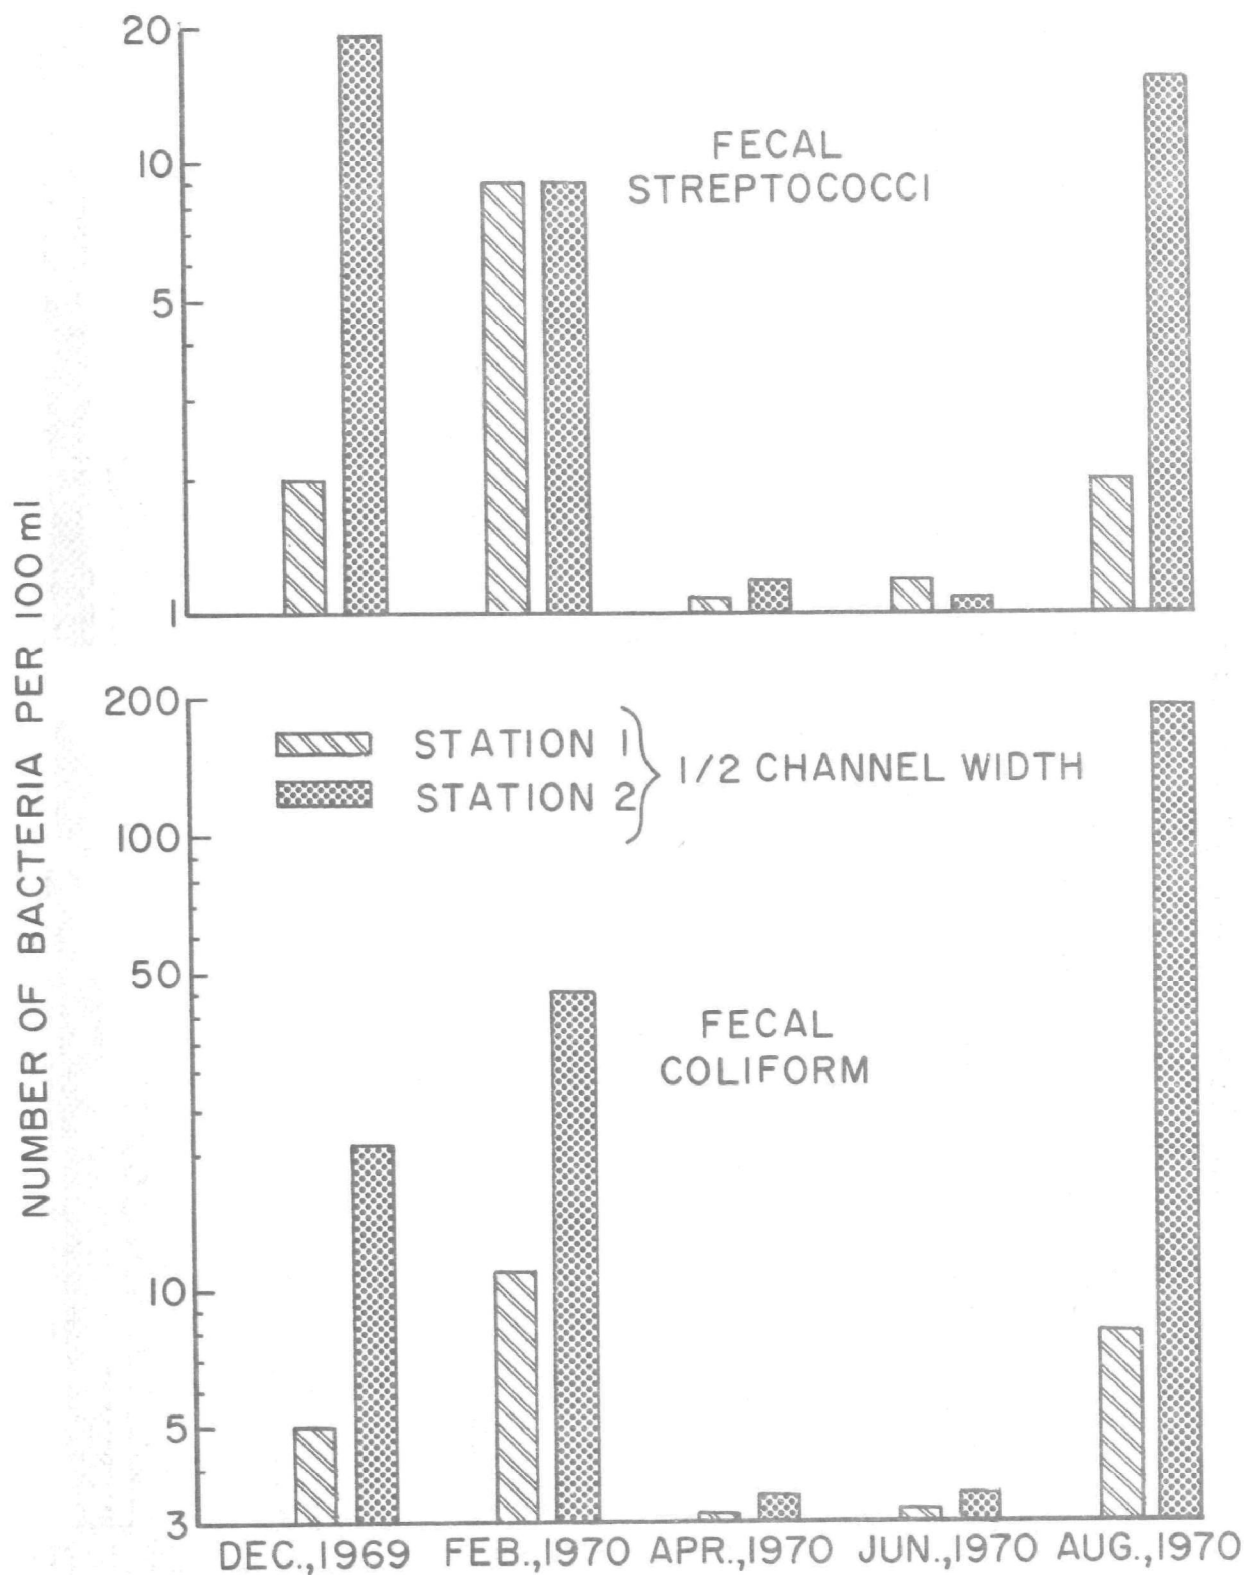 NUMBER OF BACTERIA PER 100 ml
20
10
5
1
FECAL
STREPTOCOCCI
200
100
50
10
5
3
STATION 1
STATION 2
1/2 CHANNEL WIDTH
FECAL
COLIFORM
DEC.,1969 FEB.,1970 APR.,1970 JUN.,1970 AUG.,1970